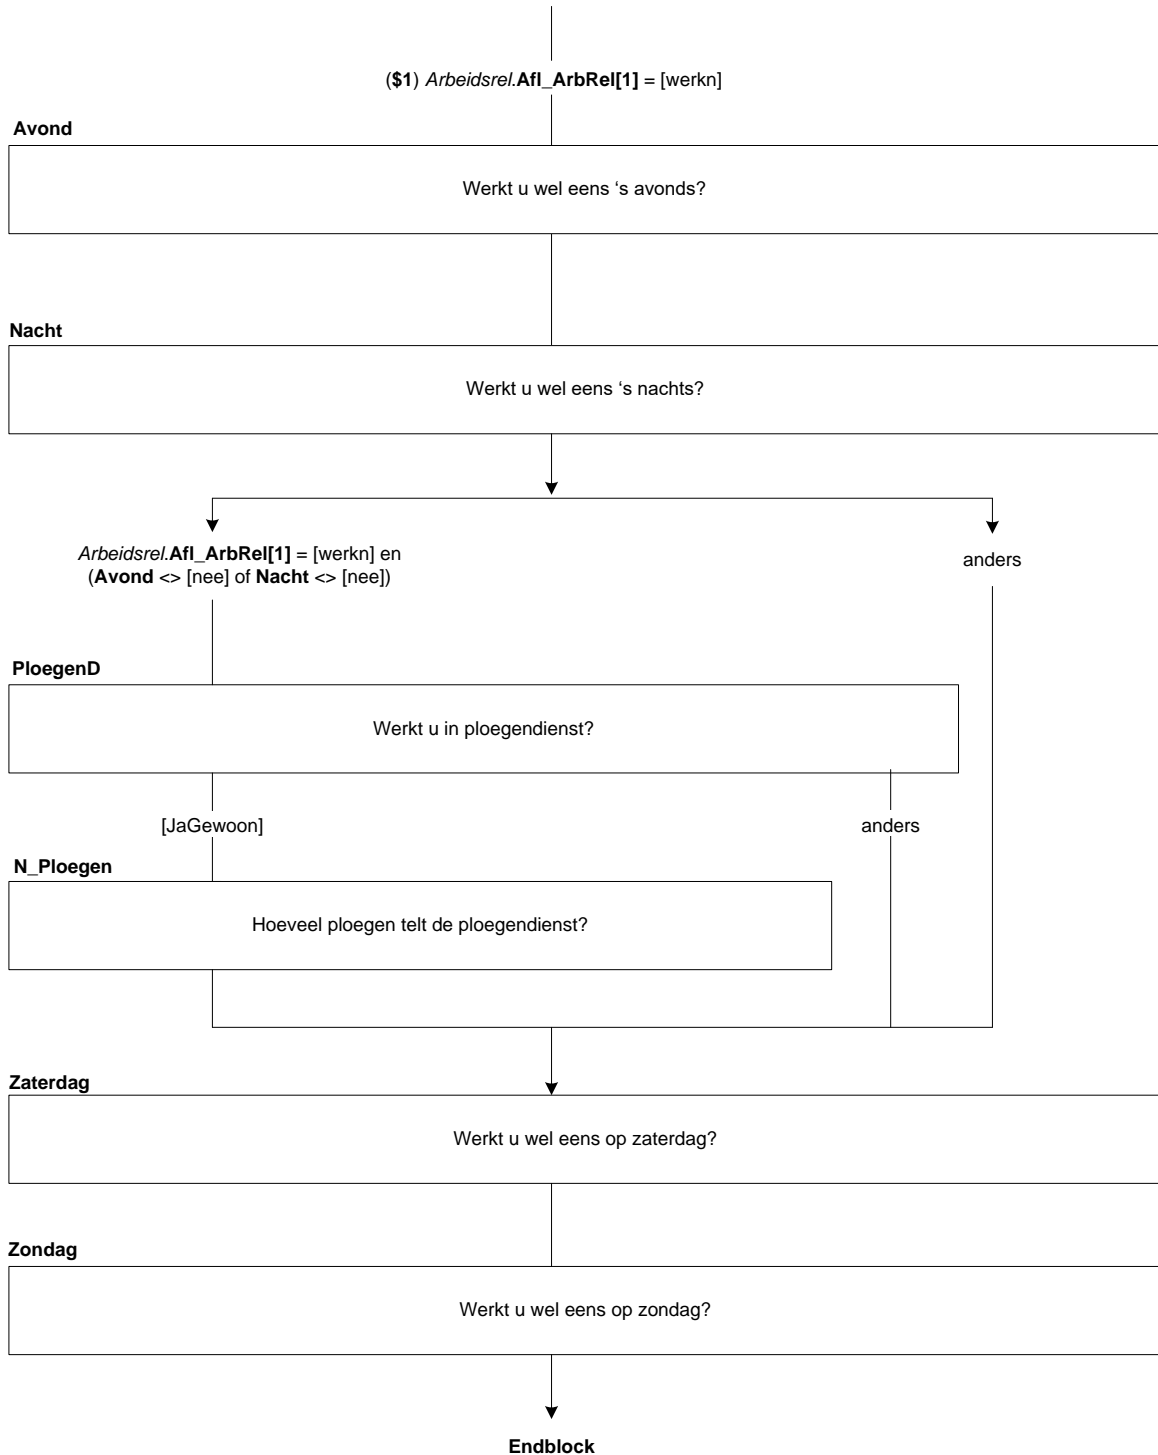 ($1) Arbeidsrel.Afl_ArbRel[1] = [werkn]
Avond
Werkt u wel eens ‘s avonds?
Nacht
Werkt u wel eens ‘s nachts?
Arbeidsrel.Afl_ArbRel[1] = [werkn] en
(Avond <> [nee] of Nacht <> [nee])
anders
PloegenD
Werkt u in ploegendienst?
[JaGewoon]
anders
N_Ploegen
Hoeveel ploegen telt de ploegendienst?
Zaterdag
Werkt u wel eens op zaterdag?
Zondag
Werkt u wel eens op zondag?
Endblock